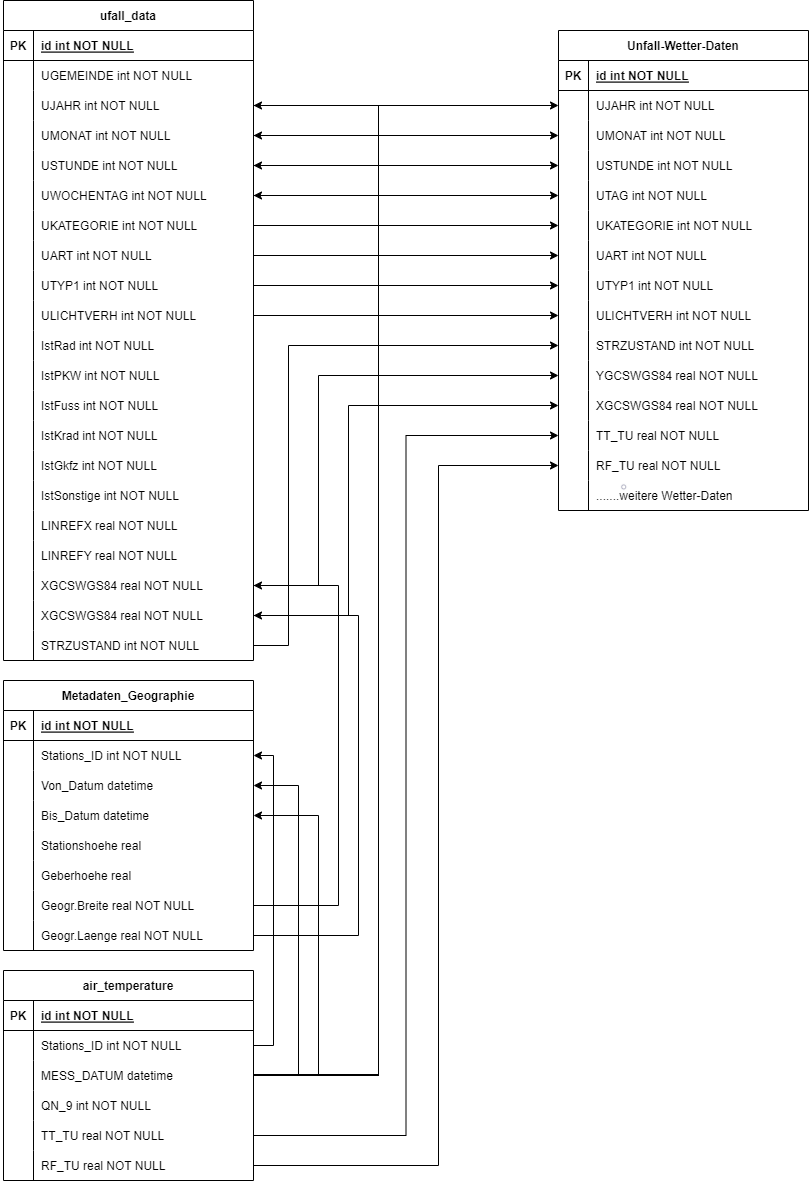 ufall_data
PK id int NOT NULL
UGEMEINDE int NOT NULL
UJAHR int NOT NULL
UMONAT int NOT NULL
USTUNDE int NOT NULL
UWOCHENTAG int NOT NULL
UKATEGORIE int NOT NULL
UART int NOT NULL
UTYP1 int NOT NULL
ULICHTVERH int NOT NULL
IstRad int NOT NULL
IstPKW int NOT NULL
IstFuss int NOT NULL
IstKrad int NOT NULL
IstGkfz int NOT NULL
IstSonstige int NOT NULL
LINREFX real NOT NULL
LINREFY real NOT NULL
XGCSWGS84 real NOT NULL
XGCSWGS84 real NOT NULL
STRZUSTAND int NOT NULL
Metadaten_Geographie
PK id int NOT NULL
Stations_ID int NOT NULL
Von_Datum datetime
Bis_Datum datetime
Stationshoehe real
Geberhoehe real
Geogr.Breite real NOT NULL
Geogr.Laenge real NOT NULL
air_temperature
PK id int NOT NULL
Stations_ID int NOT NULL
MESS_DATUM datetime
QN_9 int NOT NULL
TT_TU real NOT NULL
RF_TU real NOT NULL
Unfall-Wetter-Daten
PK id int NOT NULL
UJAHR int NOT NULL
UMONAT int NOT NULL
USTUNDE int NOT NULL
UTAG int NOT NULL
UKATEGORIE int NOT NULL
UART int NOT NULL
UTYP1 int NOT NULL
ULICHTVERH int NOT NULL
STRZUSTAND int NOT NULL
YGCSWGS84 real NOT NULL
XGCSWGS84 real NOT NULL
TT_TU real NOT NULL
RF_TU real NOT NULL
.......weitere Wetter-Daten